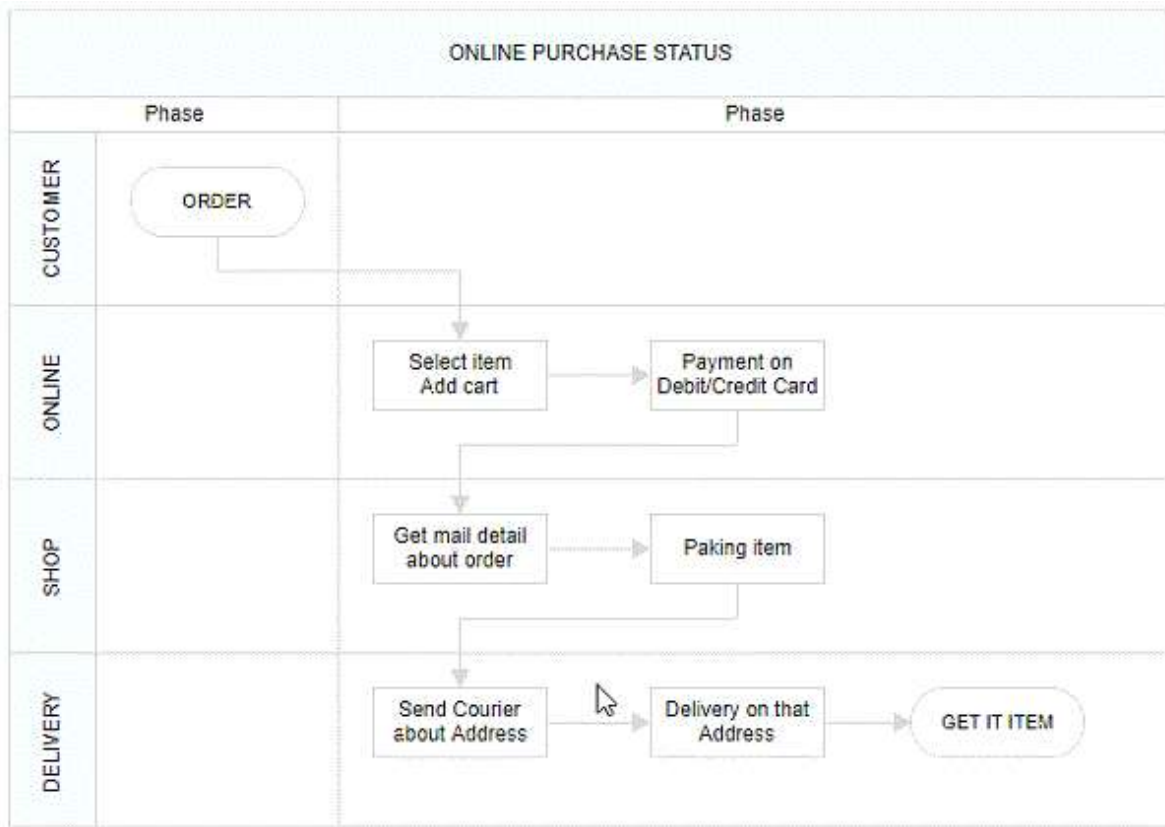 ONLINE PURCHASE STATUS
Phase
Phase
CUSTOMER
ORDER
ONLINE
Select item
Add cart
Payment on
Debit/Credit Card
SHOP
Get mail detail
about order
Paking item
DELIVERY
Send Courier
about Address
Delivery on that
Address
GET IT ITEM